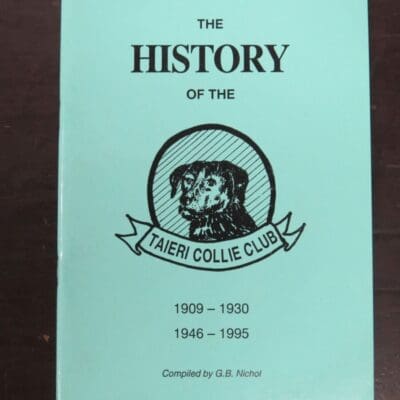 THE
HISTORY
OF THE
TAIERI COLLIE CLUB
1909 – 1930
1946 – 1995
Compiled by G.B. Nichol